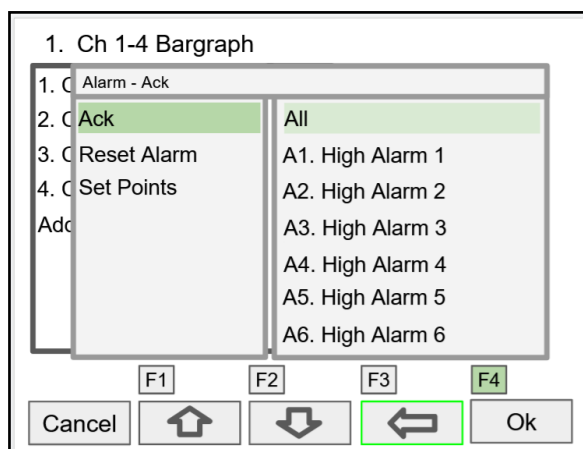 1. Ch 1-4 Bargraph
Alarm - Ack
1. C
2. C
3. C
4. C
Add
Ack
Reset Alarm
Set Points
All
A1. High Alarm 1
A2. High Alarm 2
A3. High Alarm 3
A4. High Alarm 4
A5. High Alarm 5
A6. High Alarm 6
F1 F2 F3 F4
Cancel Ok